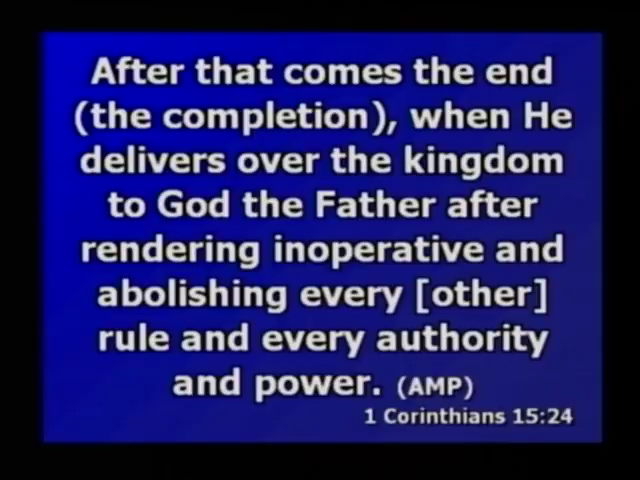 After that comes the end
(the completion), when He
delivers over the kingdom
to God the Father after
rendering inoperative and
abolishing every [other]
rule and every authority
and power. (AMP)
1 Corinthians 15:24